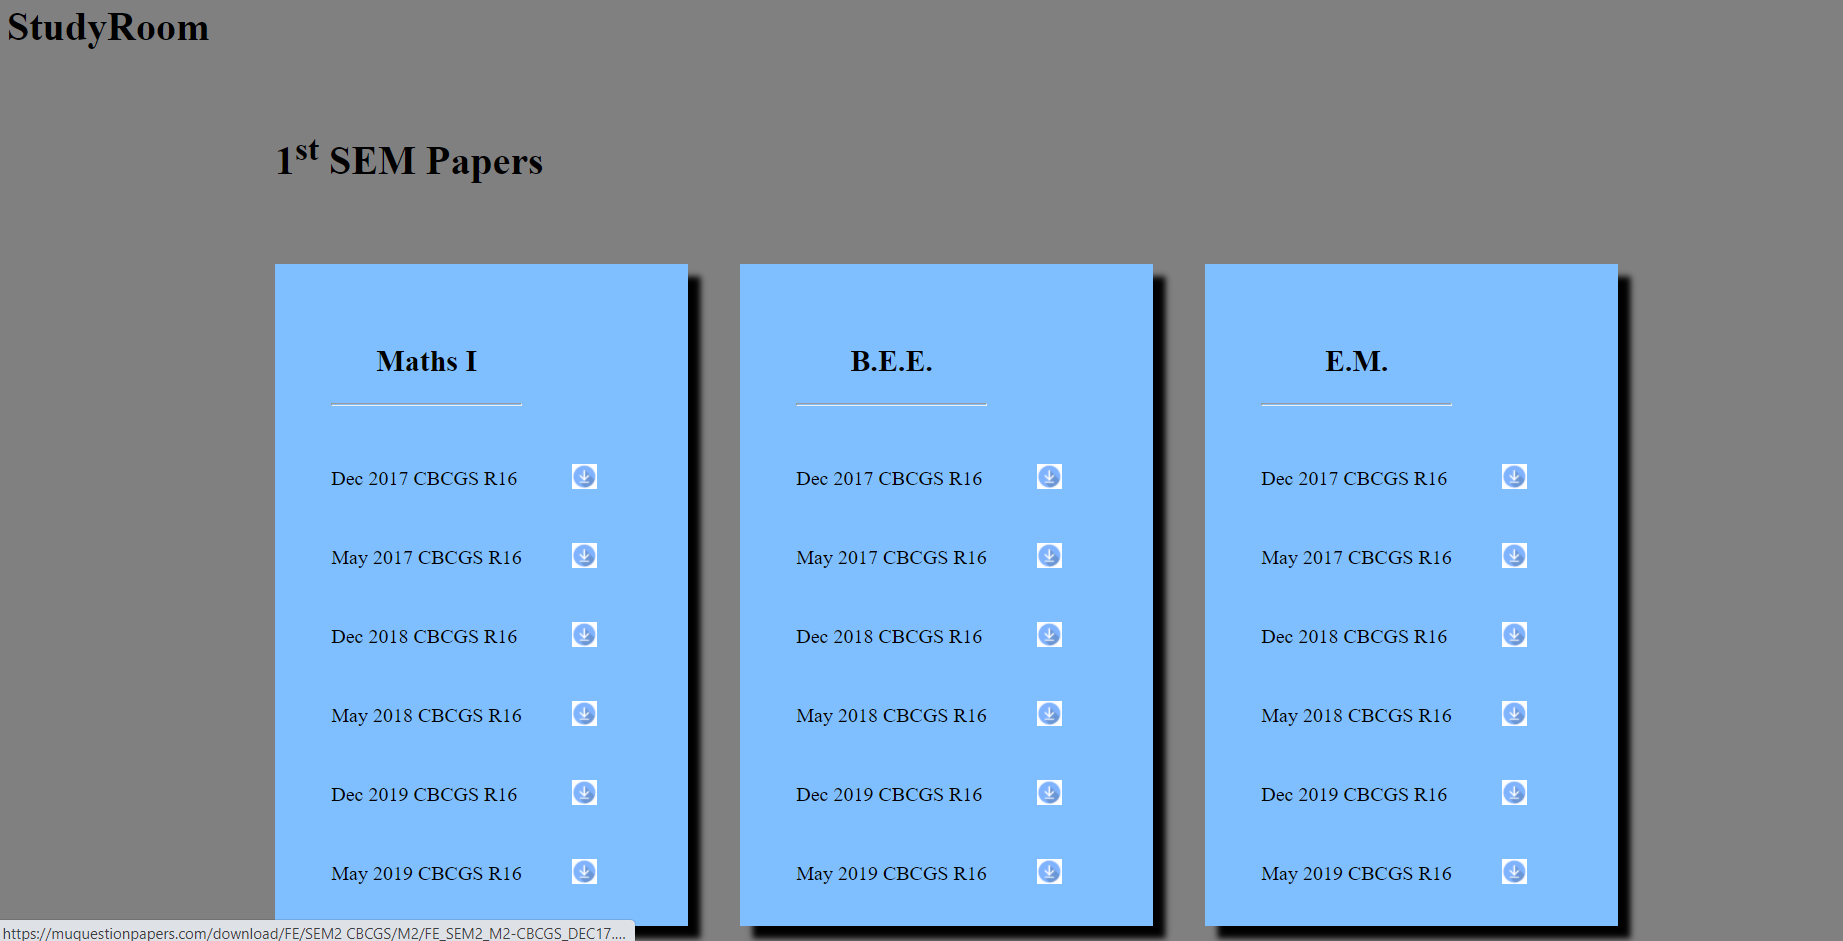 StudyRoom
1st SEM Papers
Maths I
Dec 2017 CBCGS R16
May 2017 CBCGS R16
Dec 2018 CBCGS R16
May 2018 CBCGS R16
Dec 2019 CBCGS R16
May 2019 CBCGS R16
B.E.E.
Dec 2017 CBCGS R16
May 2017 CBCGS R16
Dec 2018 CBCGS R16
May 2018 CBCGS R16
Dec 2019 CBCGS R16
May 2019 CBCGS R16
E.M.
Dec 2017 CBCGS R16
May 2017 CBCGS R16
Dec 2018 CBCGS R16
May 2018 CBCGS R16
Dec 2019 CBCGS R16
May 2019 CBCGS R16
https://muquestionpapers.com/download/FE/SEM2 CBCGS/M2/FE_SEM2_M2-CBCGS_DEC17....